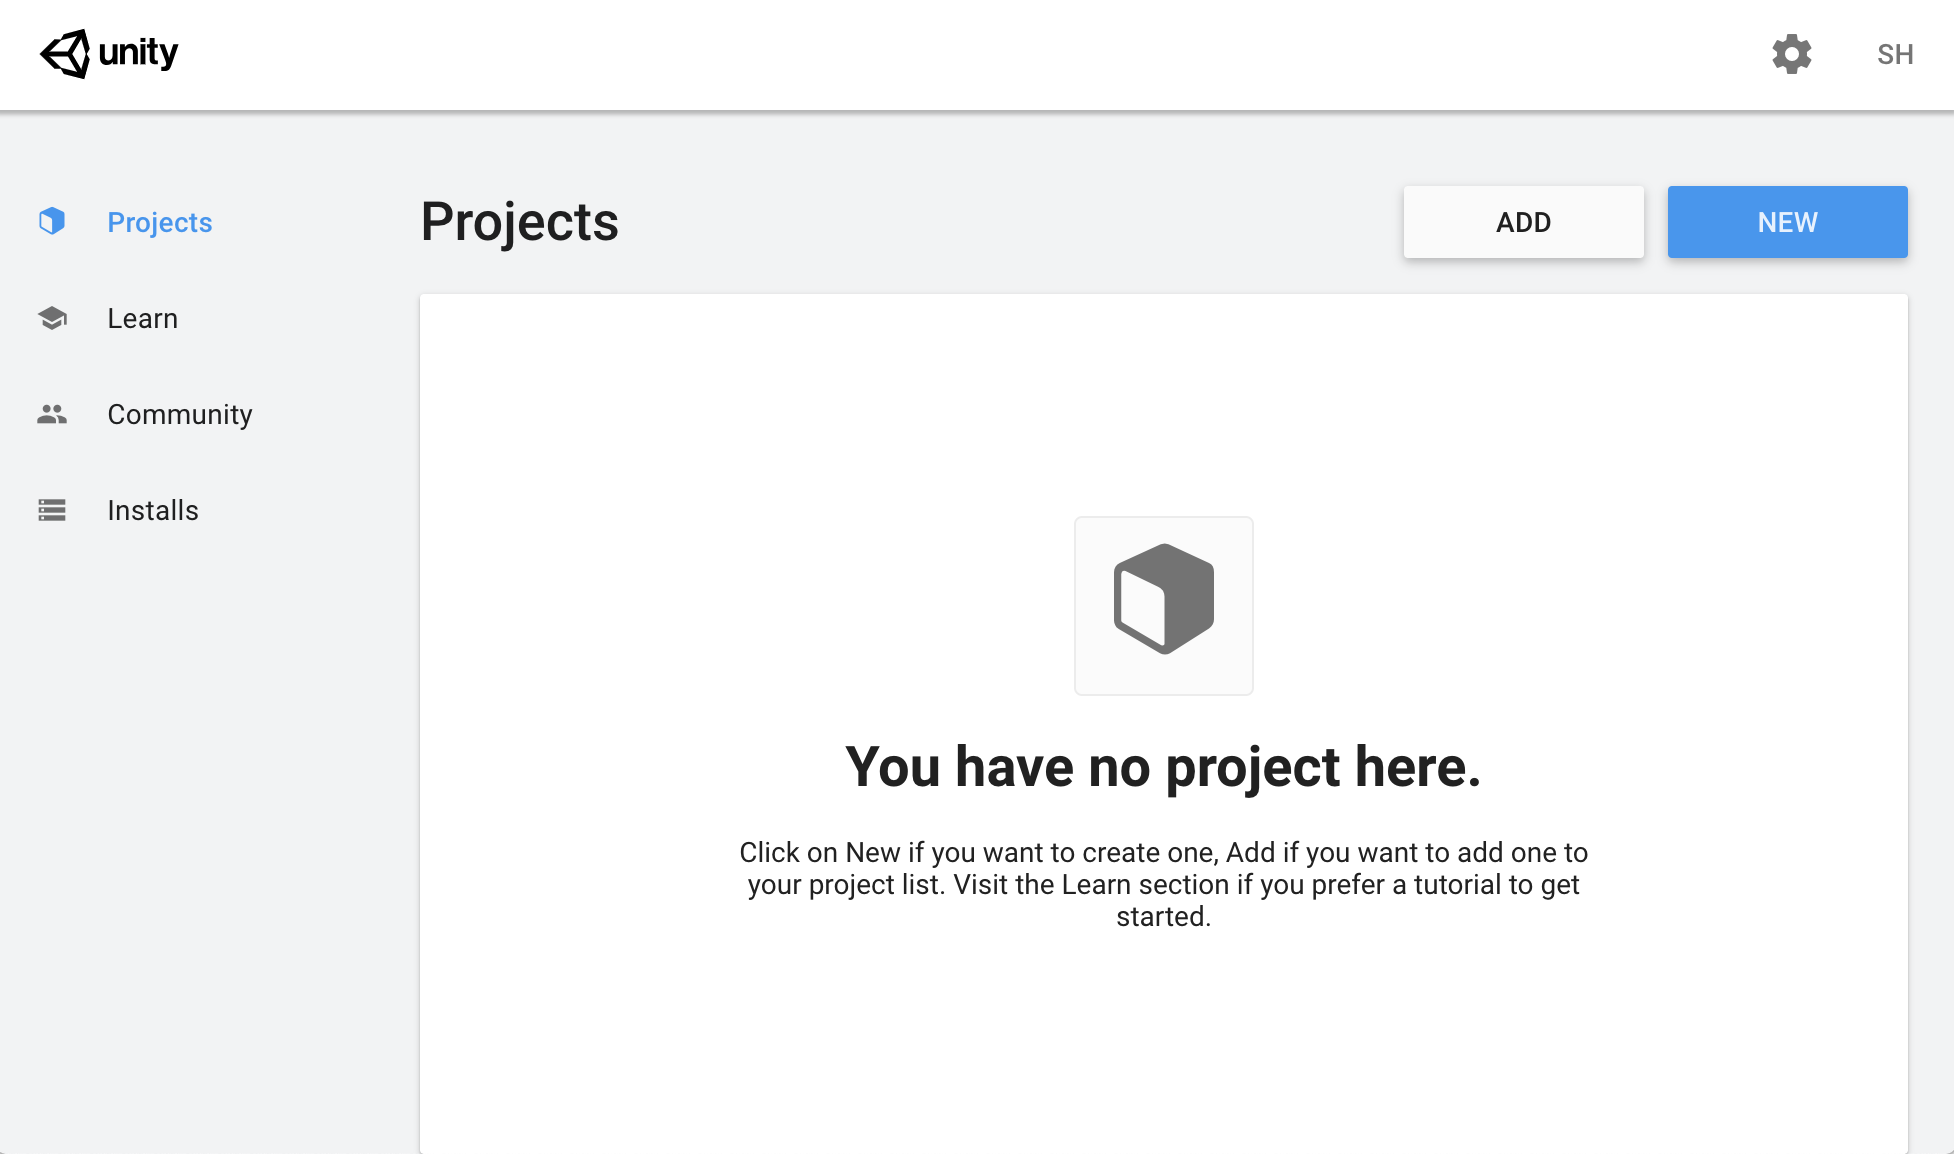 unity
SH
Projects
Learn
Community
Installs
Projects
ADD
NEW
You have no project here.
Click on New if you want to create one, Add if you want to add one to
your project list. Visit the Learn section if you prefer a tutorial to get
started.